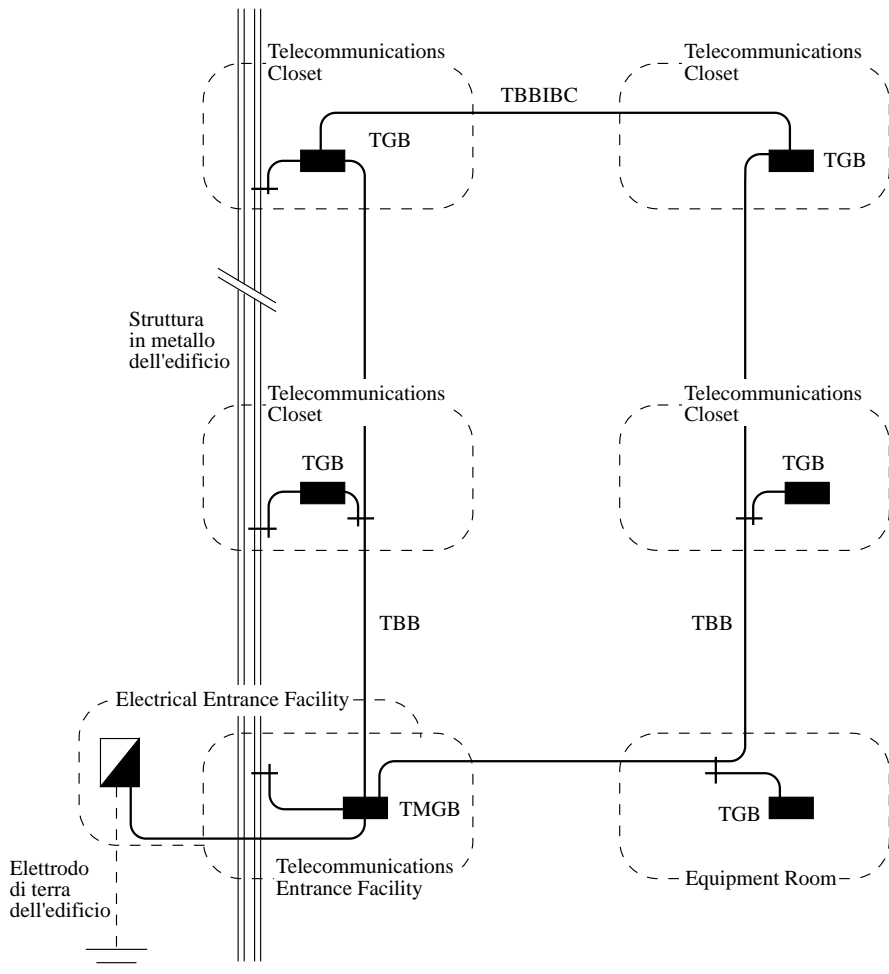 Telecommunications
Closet
Telecommunications
Closet
TBBIBC
TGB
TGB
Struttura
in metallo
dell'edificio
Telecommunications
Closet
Telecommunications
Closet
TGB
TGB
TBB
TBB
Electrical Entrance Facility
TMGB
TGB
Elettrodo
di terra
dell'edificio
Telecommunications
Entrance Facility
Equipment Room